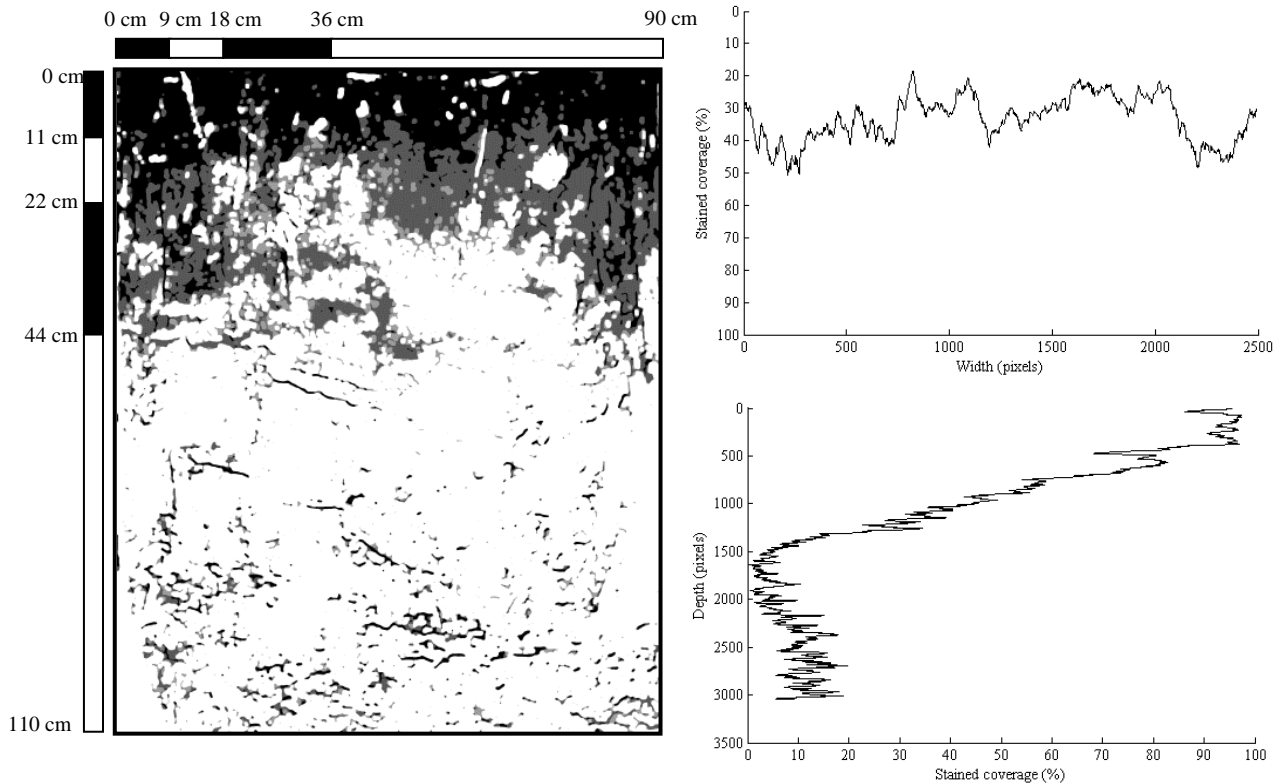 0 cm 9 cm 18 cm 36 cm 90 cm
0 cm
11 cm
22 cm
44 cm
110 cm
0
10
20
30
40
50
60
70
80
90
100
Stained coverage (%)
0 500 1000 1500 2000 2500
Width (pixels)
0
500
1000
1500
2000
2500
3000
3500
Depth (pixels)
0 10 20 30 40 50 60 70 80 90 100
Stained coverage (%)